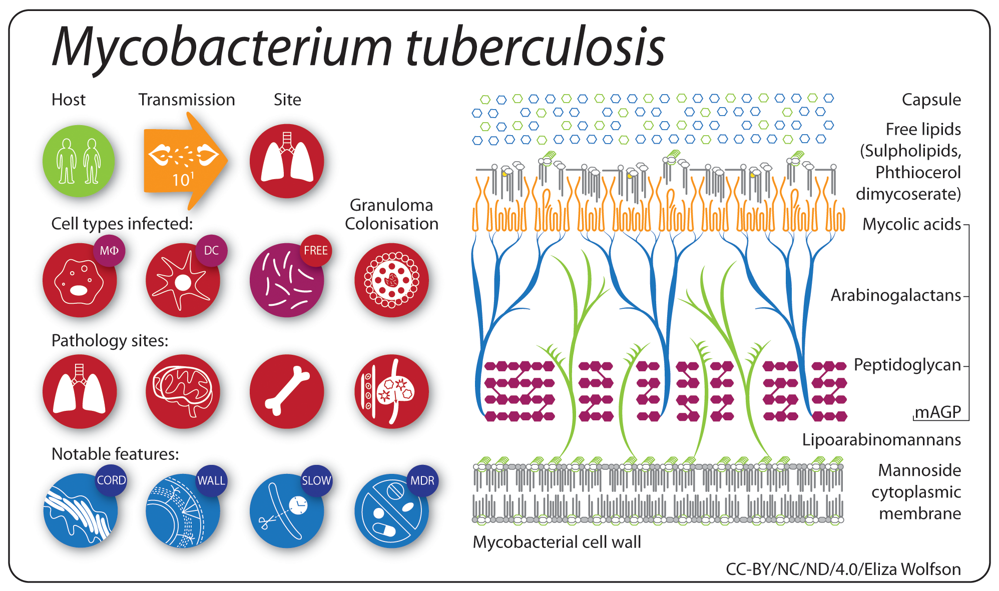 Mycobacterium tuberculosis
Host
Transmission
Site
10¹
Cell types infected:
Granuloma
Colonisation
MΦ
DC
FREE
Pathology sites:
Notable features:
CORD
WALL
SLOW
MDR
Capsule
Free lipids
(Sulpholipids,
Phthiocerol
dimycoserate)
Mycolic acids
Arabinogalactans
Peptidoglycan
mAGP
Lipoarabinomannans
Mannoside
cytoplasmic
membrane
Mycobacterial cell wall
CC-BY/NC/ND/4.0/Eliza Wolfson